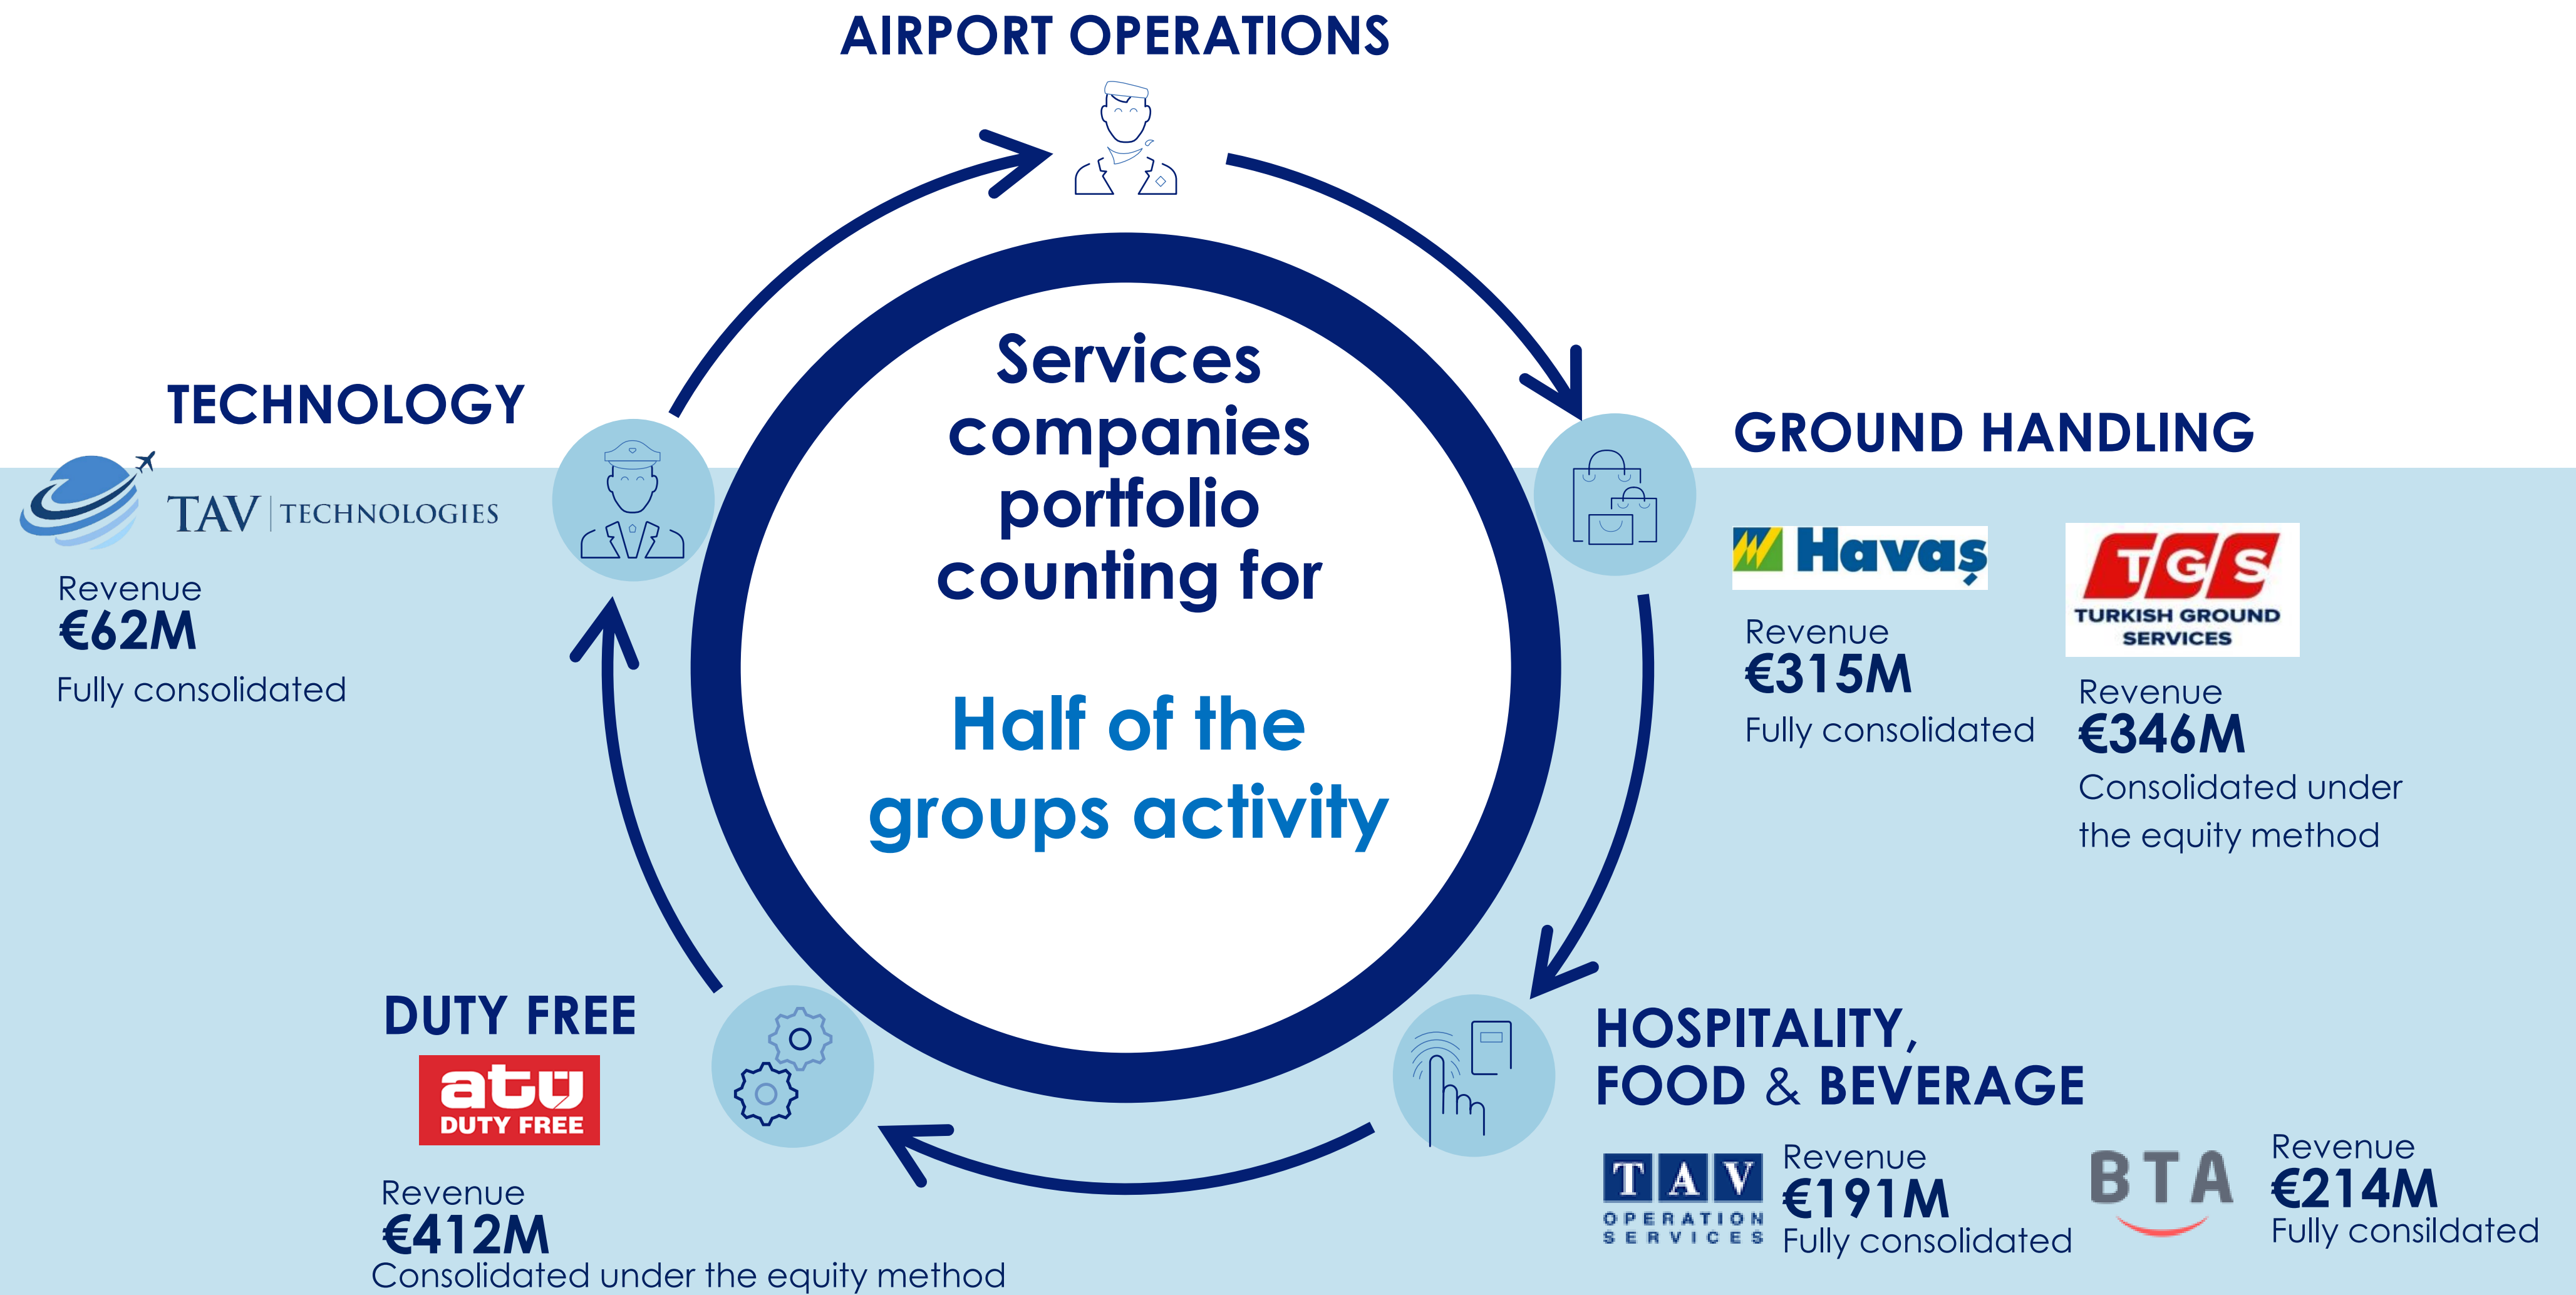 AIRPORT OPERATIONS
Services
companies
portfolio
counting for
Half of the
groups activity
TECHNOLOGY
TAV TECHNOLOGIES
Revenue
€62M
Fully consolidated
GROUND HANDLING
Havaş
Revenue
€315M
Fully consolidated
TGS
TURKISH GROUND
SERVICES
Revenue
€346M
Consolidated under
the equity method
DUTY FREE
atü
DUTY FREE
Revenue
€412M
Consolidated under the equity method
HOSPITALITY,
FOOD & BEVERAGE
TAV
OPERATION
SERVICES
Revenue
€191M
Fully consolidated
BTA
Revenue
€214M
Fully consildated